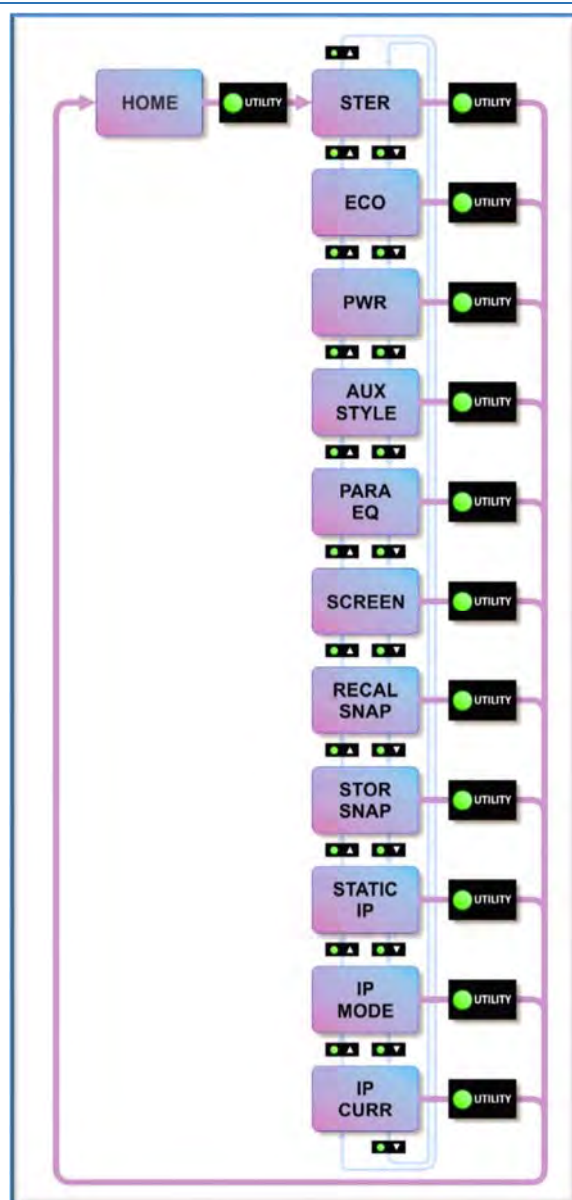 HOME
UTILITY
STER
UTILITY
ECO
UTILITY
PWR
UTILITY
AUX
STYLE
UTILITY
PARA
EQ
UTILITY
SCREEN
UTILITY
RECAL
SNAP
UTILITY
STOR
SNAP
UTILITY
STATIC
IP
UTILITY
IP
MODE
UTILITY
IP
CURR
UTILITY